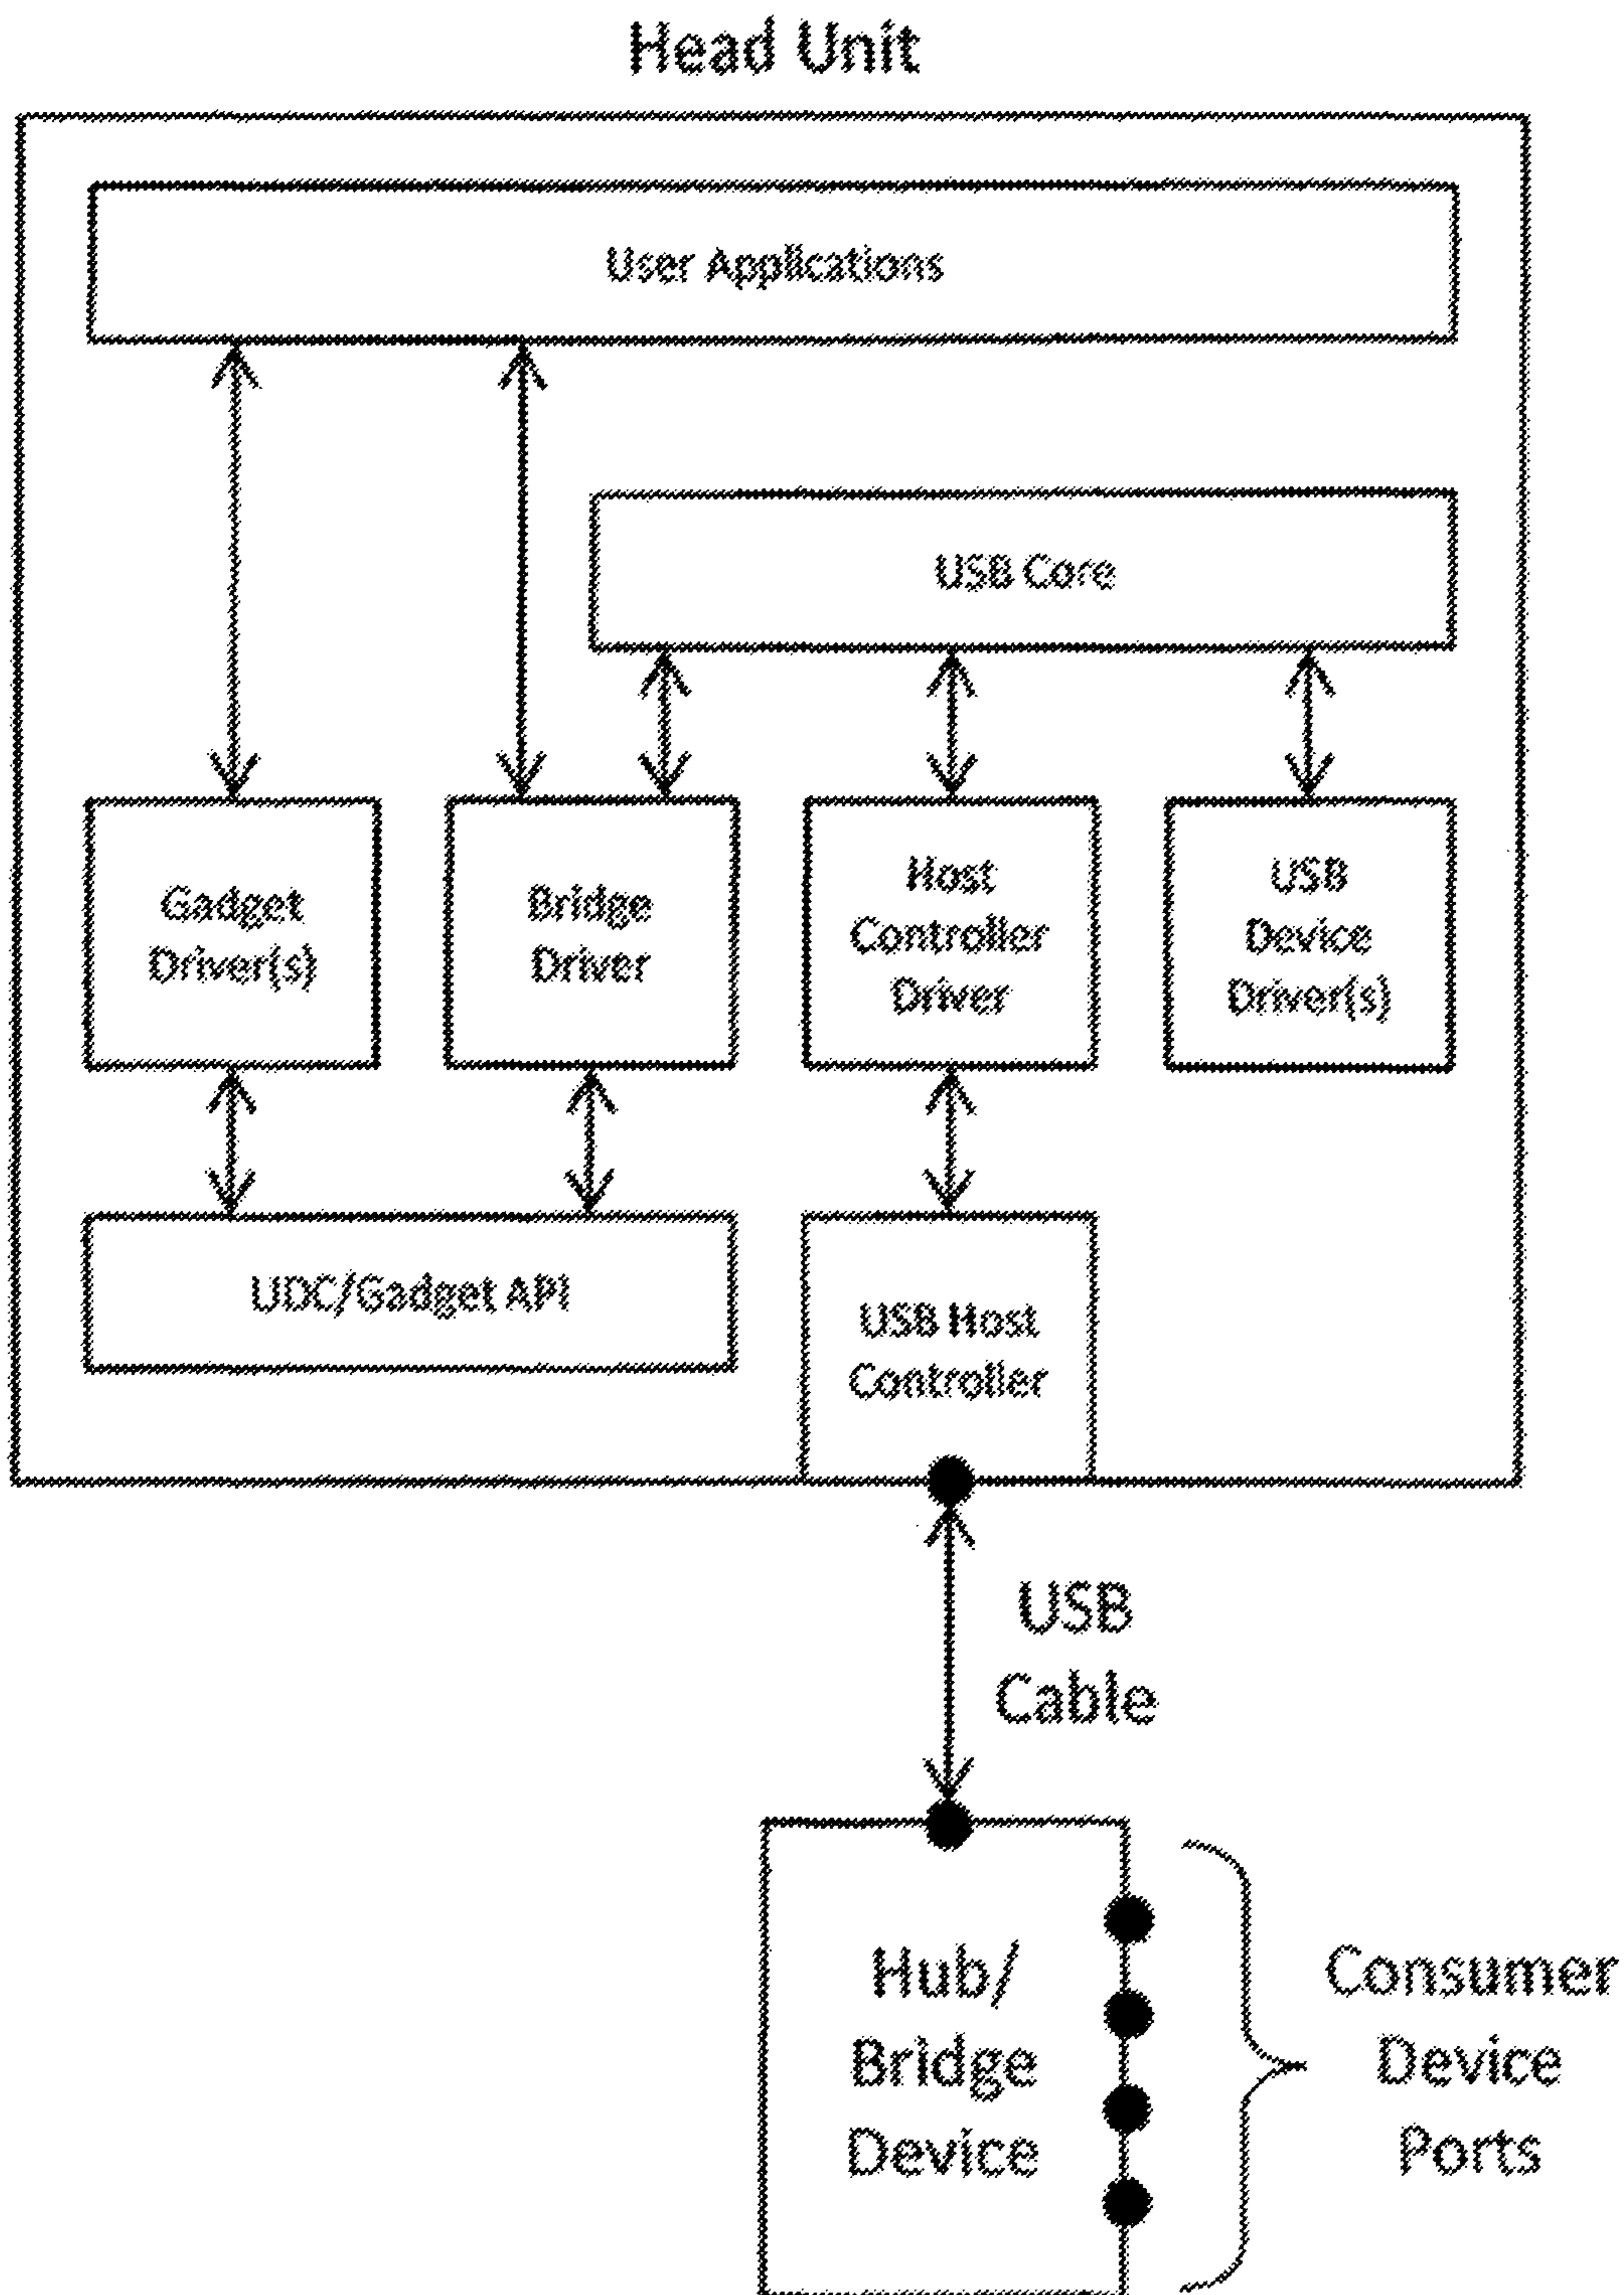 Head Unit
User Applications
USB Core
Gadget
Driver(s)
Bridge
Driver
Host
Controller
Driver
USB
Device
Driver(s)
UDC/Gadget API
USB Host
Controller
USB
Cable
Hub/
Bridge
Device
Consumer
Device
Ports